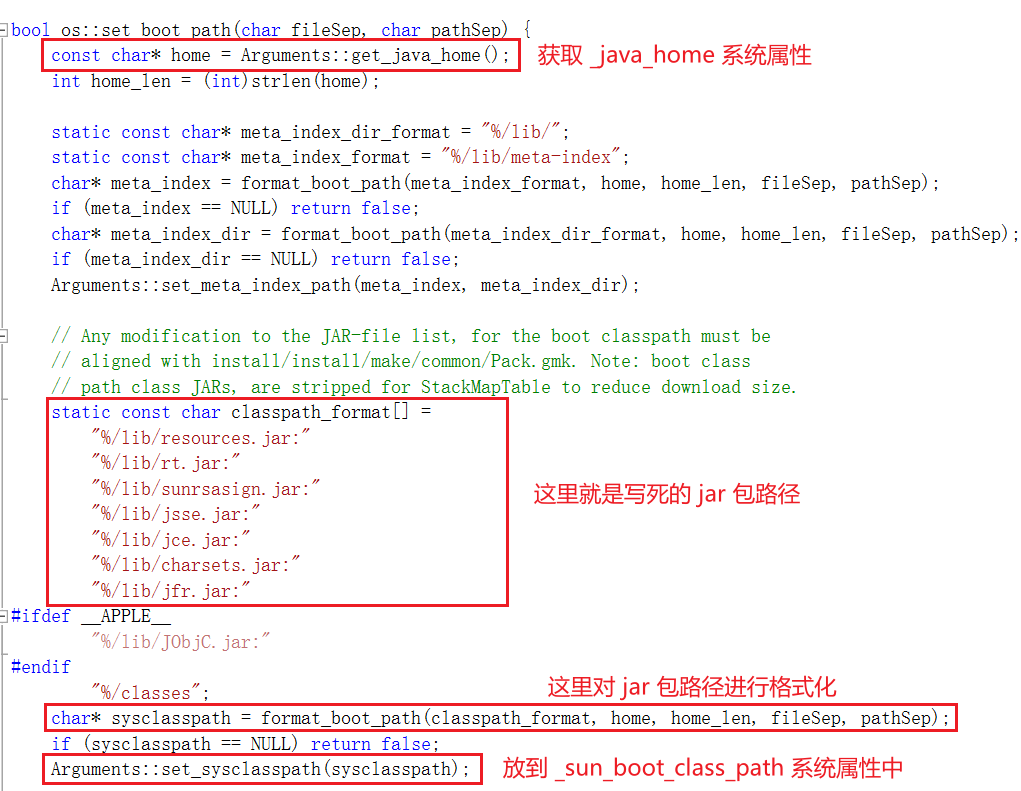 bool os::set_boot_path(char fileSep, char pathSep) {
const char* home = Arguments::get_java_home(); 获取 _java_home 系统属性
int home_len = (int)strlen(home);
static const char* meta_index_dir_format = "%/lib/";
static const char* meta_index_format = "%/lib/meta-index";
char* meta_index = format_boot_path(meta_index_format, home, home_len, fileSep, pathSep);
if (meta_index == NULL) return false;
char* meta_index_dir = format_boot_path(meta_index_dir_format, home, home_len, fileSep, pathSep);
if (meta_index_dir == NULL) return false;
Arguments::set_meta_index_path(meta_index, meta_index_dir);
// Any modification to the JAR-file list, for the boot classpath must be
// aligned with install/install/make/common/Pack.gmk. Note: boot class
// path class JARs, are stripped for StackMapTable to reduce download size.
static const char classpath_format[] =
"%/lib/resources.jar:"
"%/lib/rt.jar:"
"%/lib/sunrsasign.jar:"
"%/lib/jsse.jar:" 这里就是写死的 jar 包路径
"%/lib/jce.jar:"
"%/lib/charsets.jar:"
"%/lib/jfr.jar:"
#ifdef __APPLE__
"%/lib/JObjC.jar:"
#endif
"%/classes"; 这里对 jar 包路径进行格式化
char* sysclasspath = format_boot_path(classpath_format, home, home_len, fileSep, pathSep);
if (sysclasspath == NULL) return false;
Arguments::set_sysclasspath(sysclasspath); 放到 _sun_boot_class_path 系统属性中